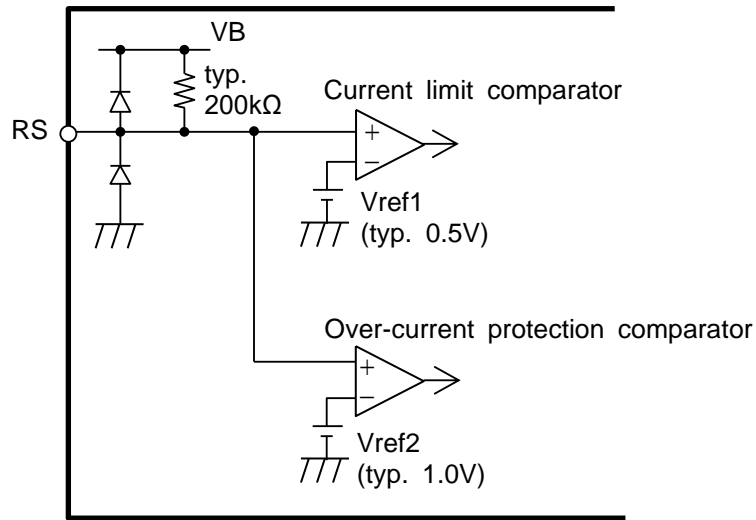 VB
typ.
200kΩ
Current limit comparator
RS
+
−
Vref1
(typ. 0.5V)
Over-current protection comparator
+
−
Vref2
(typ. 1.0V)